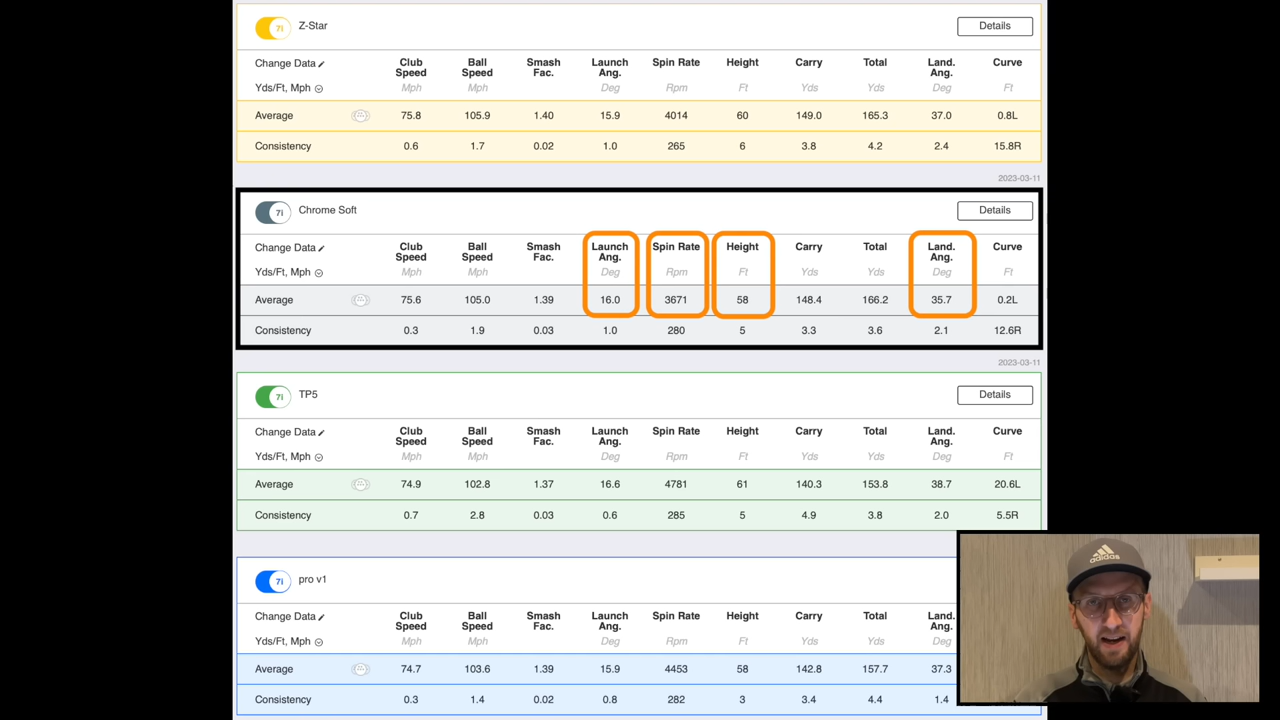 7i Z-Star Details
Change Data Club Speed Ball Speed Smash Fac. Launch Ang. Spin Rate Height Carry Total Land. Ang. Curve
Yds/Ft, Mph Mph Mph Deg Rpm Ft Yds Yds Deg Ft
Average 75.8 105.9 1.40 15.9 4014 60 149.0 165.3 37.0 0.8L
Consistency 0.6 1.7 0.02 1.0 265 6 3.8 4.2 2.4 15.8R
2023-03-11
7i Chrome Soft Details
Change Data Club Speed Ball Speed Smash Fac. Launch Ang. Spin Rate Height Carry Total Land. Ang. Curve
Yds/Ft, Mph Mph Mph Deg Rpm Ft Yds Yds Deg Ft
Average 75.6 105.0 1.39 16.0 3671 58 148.4 166.2 35.7 0.2L
Consistency 0.3 1.9 0.03 1.0 280 5 3.3 3.6 2.1 12.6R
2023-03-11
7i TP5 Details
Change Data Club Speed Ball Speed Smash Fac. Launch Ang. Spin Rate Height Carry Total Land. Ang. Curve
Yds/Ft, Mph Mph Mph Deg Rpm Ft Yds Yds Deg Ft
Average 74.9 102.8 1.37 16.6 4781 61 140.3 153.8 38.7 20.6L
Consistency 0.7 2.8 0.03 0.6 285 5 4.9 3.8 2.0 5.5R
7i pro v1
Change Data Club Speed Ball Speed Smash Fac. Launch Ang. Spin Rate Height Carry Total Land. Ang.
Yds/Ft, Mph Mph Mph Deg Rpm Ft Yds Yds Deg
Average 74.7 103.6 1.39 15.9 4453 58 142.8 157.7 37.3
Consistency 0.3 1.4 0.02 0.8 282 3 3.4 4.4 1.4
adidas